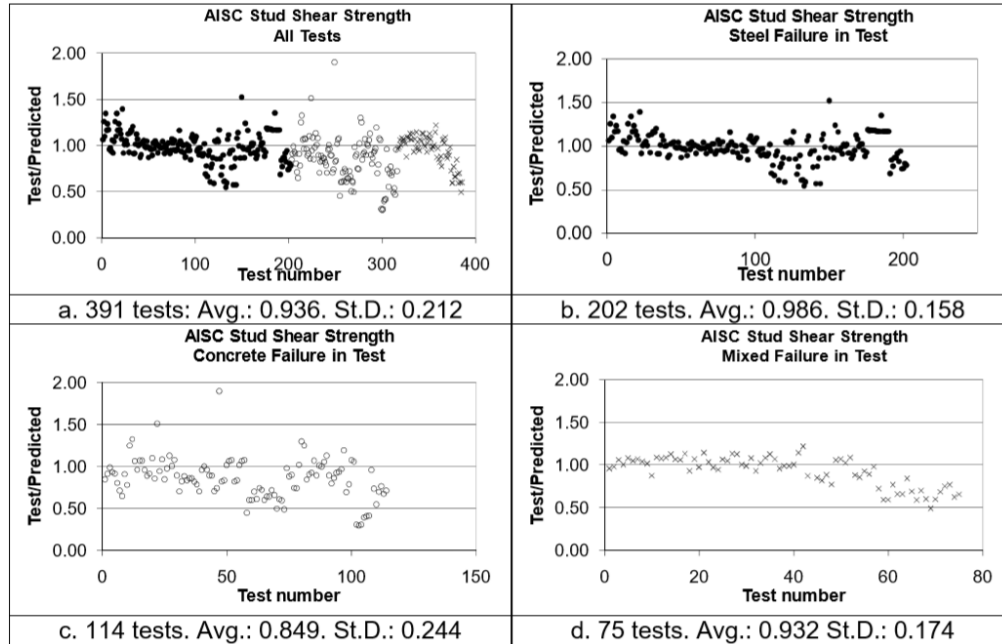 AISC Stud Shear Strength
All Tests
Test/Predicted
2.00
1.50
1.00
0.50
0.00
0
100
200
300
400
Test number
a. 391 tests: Avg.: 0.936. St.D.: 0.212
AISC Stud Shear Strength
Steel Failure in Test
Test/Predicted
2.00
1.50
1.00
0.50
0.00
0
100
200
Test number
b. 202 tests. Avg.: 0.986. St.D.: 0.158
AISC Stud Shear Strength
Concrete Failure in Test
Test/Predicted
2.00
1.50
1.00
0.50
0.00
0
50
100
150
Test number
c. 114 tests. Avg.: 0.849. St.D.: 0.244
AISC Stud Shear Strength
Mixed Failure in Test
Test/Predicted
2.00
1.50
1.00
0.50
0.00
0
20
40
60
80
Test number
d. 75 tests. Avg.: 0.932 St.D.: 0.174